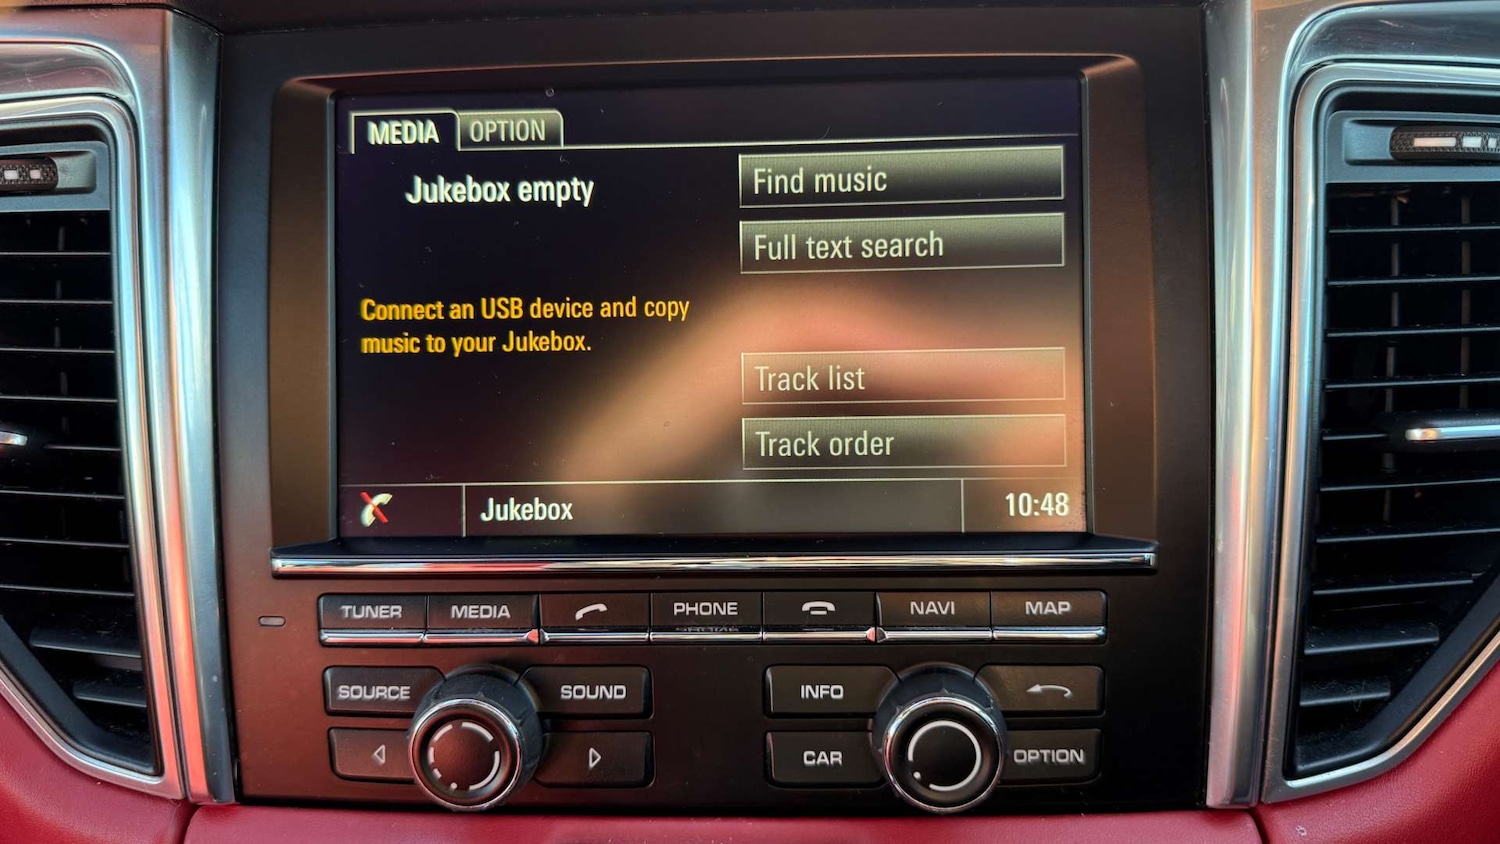 MEDIA
OPTION
Jukebox empty
Find music
Full text search
Connect an USB device and copy
music to your Jukebox.
Track list
Track order
Jukebox
10:48
TUNER
MEDIA
PHONE
NAVI
MAP
SOURCE
SOUND
INFO
CAR
OPTION